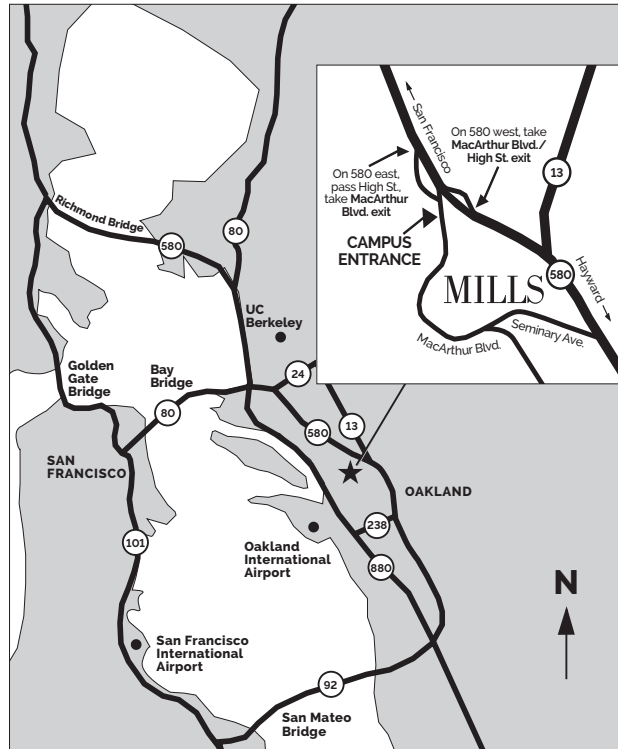 Richmond Bridge
580
80
UC
Berkeley
Golden
Gate
Bridge
Bay
Bridge
80
24
580
13
SAN
FRANCISCO
OAKLAND
238
101
Oakland
International
Airport
880
San Francisco
International
Airport
92
San Mateo
Bridge
N
San Francisco
On 580 west, take
MacArthur Blvd./
High St. exit
On 580 east,
pass High St.,
take MacArthur
Blvd. exit
13
CAMPUS
ENTRANCE
580
Hayward
MILLS
Seminary Ave.
MacArthur Blvd.